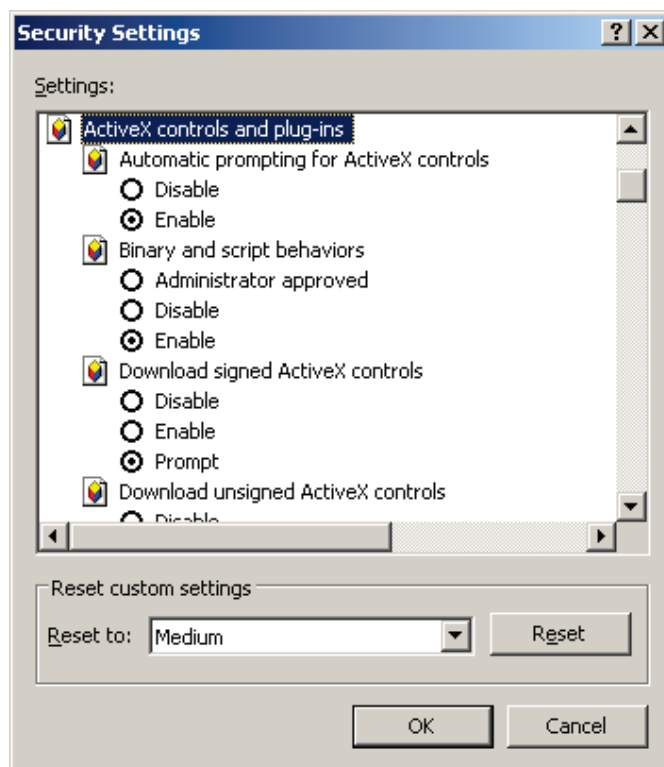 Security Settings
Settings:
ActiveX controls and plug-ins
Automatic prompting for ActiveX controls
Disable
Enable
Binary and script behaviors
Administrator approved
Disable
Enable
Download signed ActiveX controls
Disable
Enable
Prompt
Download unsigned ActiveX controls
Disable
Reset custom settings
Reset to: Medium Reset
OK Cancel